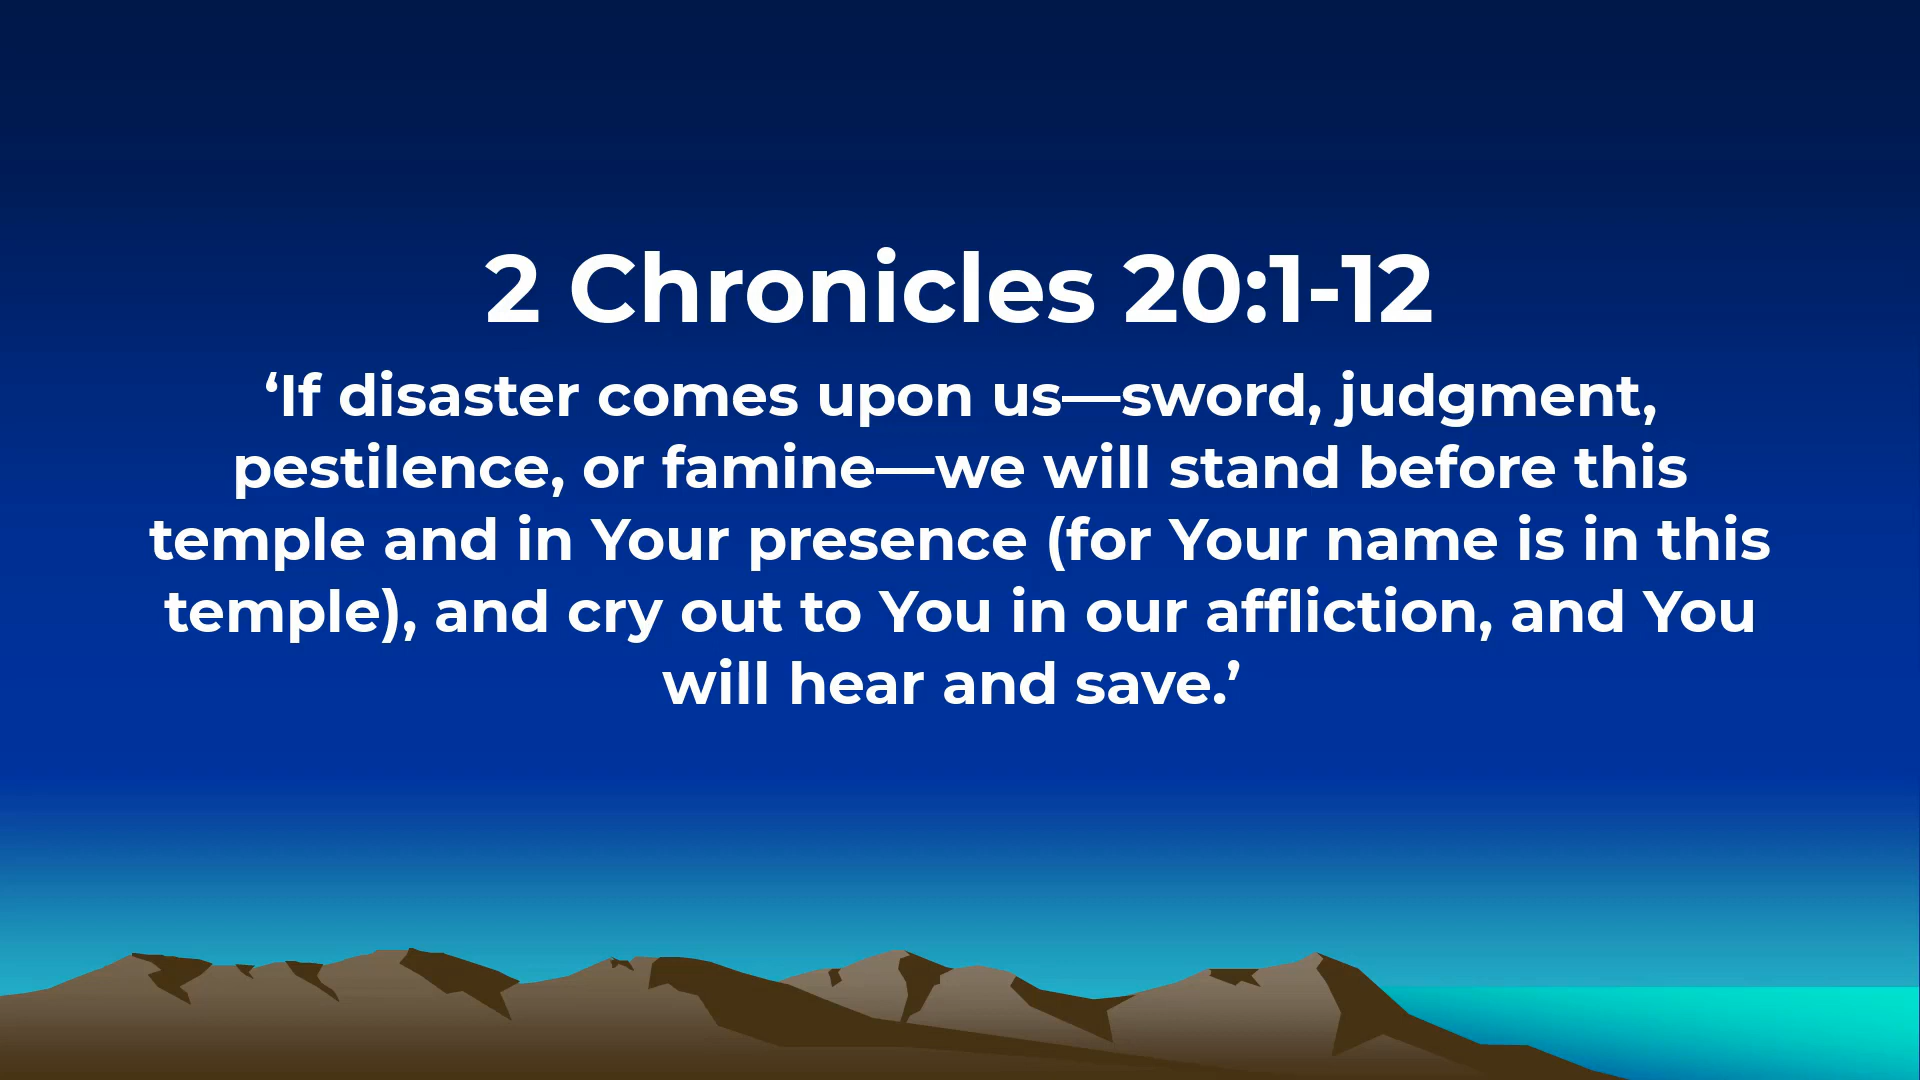 2 Chronicles 20:1-12
‘If disaster comes upon us—sword, judgment,
pestilence, or famine—we will stand before this
temple and in Your presence (for Your name is in this
temple), and cry out to You in our affliction, and You
will hear and save.’